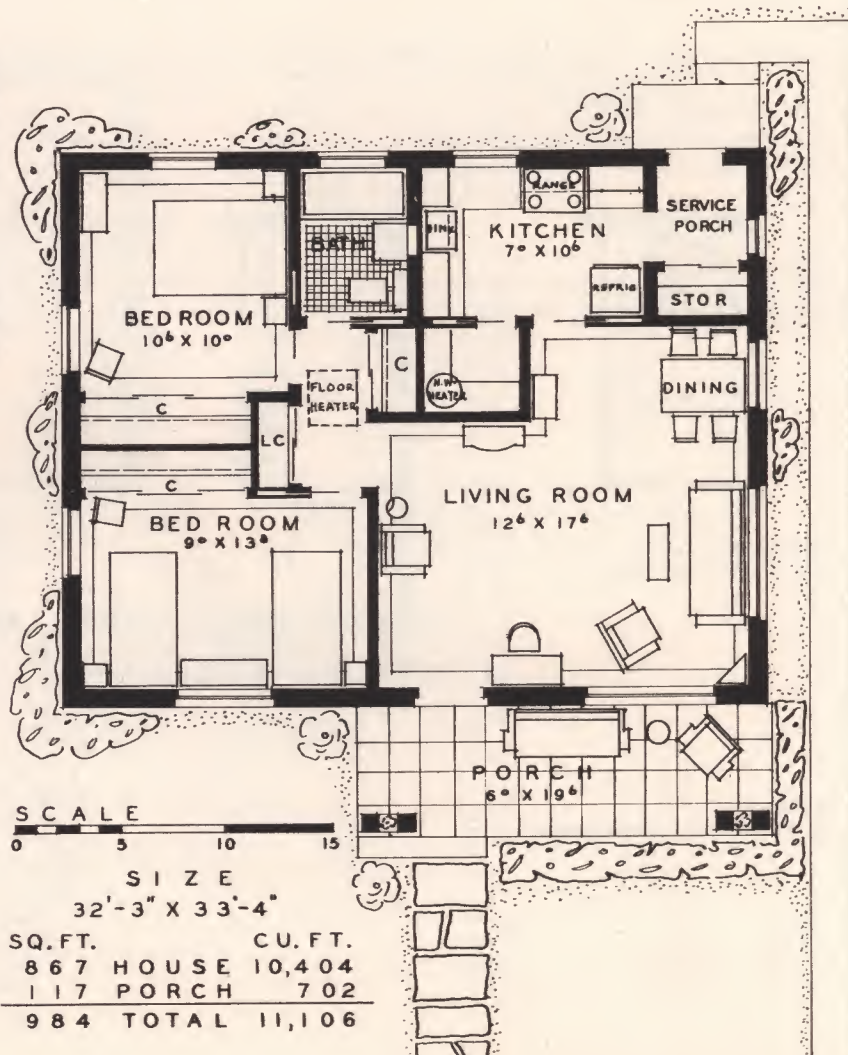 RANGE
SINK
KITCHEN
7⁰ X 10⁶
SERVICE
PORCH
BATH
REFRIG
STOR
BED ROOM
10⁶ X 10⁰
FLOOR
HEATER
C
H.W.
HEATER
DINING
C
LC
C
BED ROOM
9⁰ X 13⁸
LIVING ROOM
12⁶ X 17⁶
PORCH
6⁰ X 19⁶
SCALE
0 5 10 15
SIZE
32'-3" X 33'-4"
SQ.FT. CU.FT.
867 HOUSE 10,404
117 PORCH 702
984 TOTAL 11,106